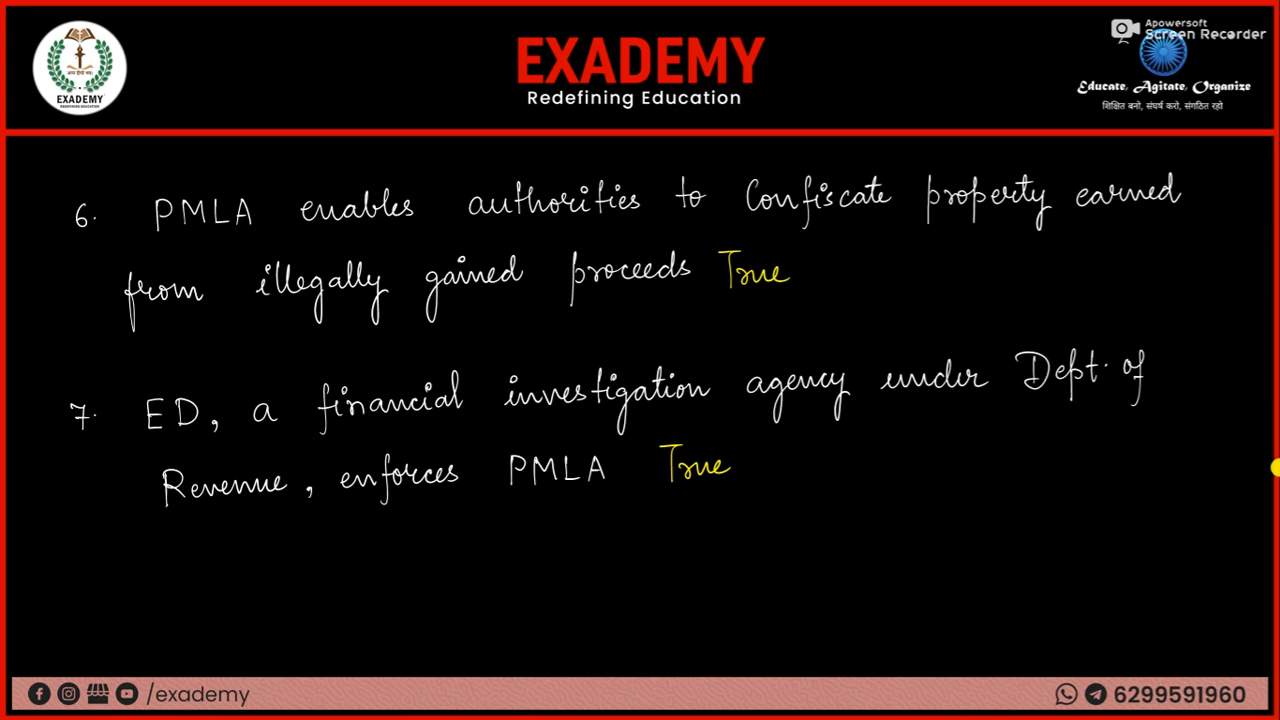 EXADEMY
Redefining Education
EXADEMY
REDEFINING EDUCATION
Apowersoft
Screen Recorder
Educate, Agitate, Organize
शिक्षित बनो, संघर्ष करो, संगठित रहो
6. PMLA enables authorities to Confiscate property earned
from illegally gained proceeds True
7. ED, a financial investigation agency under Dept. of
Revenue, enforces PMLA True
/exademy
6299591960